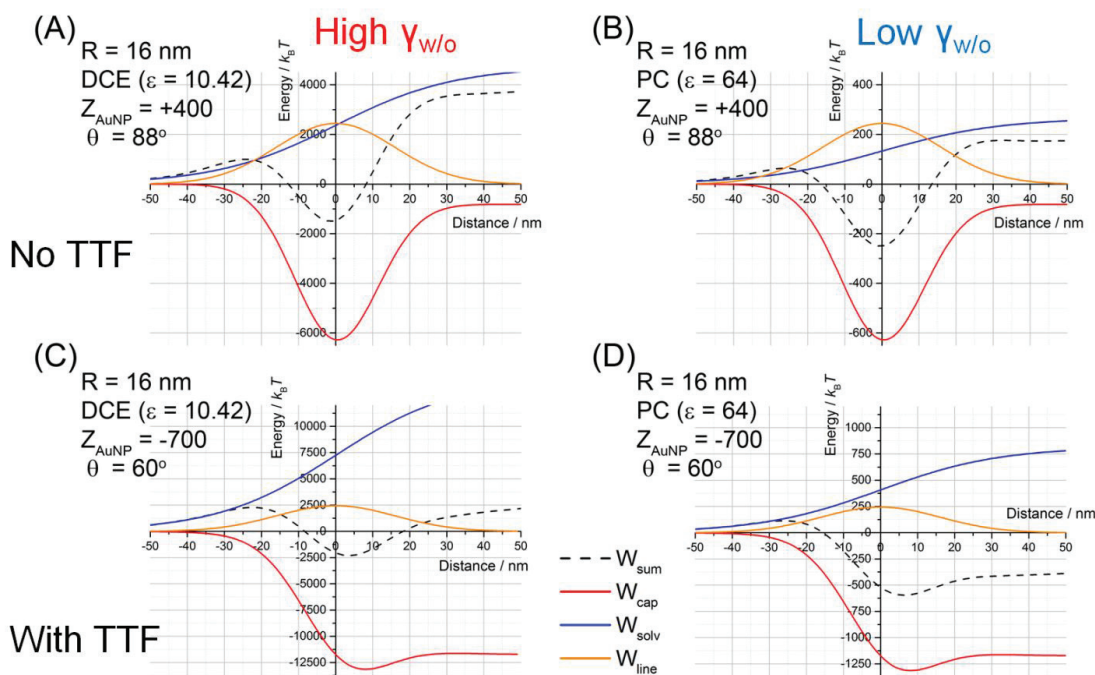 (A)
High γw/o
R = 16 nm
DCE (ε = 10.42)
Z_AuNP = +400
θ = 88°
Energy / k_BT
4000
2000
0
-2000
-4000
-6000
-50 -40 -30 -20 -10 0 10 20 30 40 50
Distance / nm
(B)
Low γw/o
R = 16 nm
PC (ε = 64)
Z_AuNP = +400
θ = 88°
Energy / k_BT
400
200
0
-200
-400
-600
-50 -40 -30 -20 -10 0 10 20 30 40 50
Distance / nm
No TTF
(C)
R = 16 nm
DCE (ε = 10.42)
Z_AuNP = -700
θ = 60°
Energy / k_BT
10000
7500
5000
2500
0
-2500
-5000
-7500
-10000
-12500
-50 -40 -30 -20 -10 0 10 20 30 40 50
Distance / nm
(D)
R = 16 nm
PC (ε = 64)
Z_AuNP = -700
θ = 60°
Energy / k_BT
1000
750
500
250
0
-250
-500
-750
-1000
-1250
-50 -40 -30 -20 -10 0 10 20 30 40 50
Distance / nm
W_sum
W_cap
W_solv
W_line
With TTF